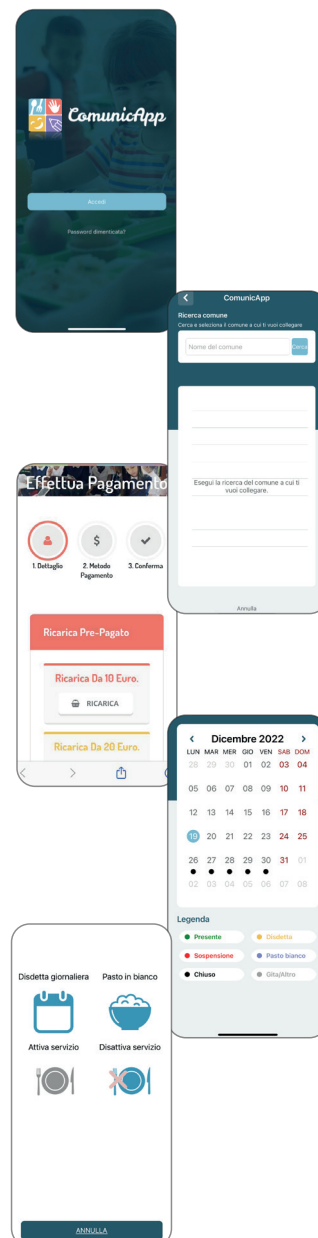 ComunicApp
Accedi
Password dimenticata?
ComunicApp
Ricerca comune
Cerca e seleziona il comune a cui ti vuoi collegare
Nome del comune
Cerca
Esegui la ricerca del comune a cui ti
vuoi collegare.
Annulla
Effettua Pagamento
$
1. Dettaglio
2. Metodo
Pagamento
3. Conferma
Ricarica Pre-Pagato
Ricarica Da 10 Euro.
RICARICA
Ricarica Da 20 Euro.
Dicembre 2022
LUN MAR MER GIO VEN SAB DOM
28 29 30 01 02 03 04
05 06 07 08 09 10 11
12 13 14 15 16 17 18
19 20 21 22 23 24 25
26 27 28 29 30 31 01
02 03 04 05 06 07 08
Legenda
Presente
Disdetta
Sospensione
Pasto bianco
Chiuso
Gita/Altro
Disdetta giornaliera
Pasto in bianco
Attiva servizio
Disattiva servizio
ANNULLA